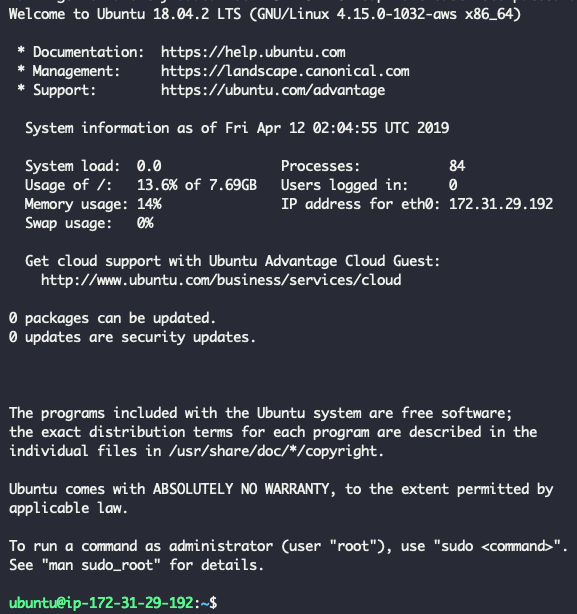 Welcome to Ubuntu 18.04.2 LTS (GNU/Linux 4.15.0-1032-aws x86_64)
* Documentation:  https://help.ubuntu.com
* Management:     https://landscape.canonical.com
* Support:        https://ubuntu.com/advantage
System information as of Fri Apr 12 02:04:55 UTC 2019
System load:  0.0               Processes:           84
Usage of /:   13.6% of 7.69GB   Users logged in:     0
Memory usage: 14%               IP address for eth0: 172.31.29.192
Swap usage:   0%
Get cloud support with Ubuntu Advantage Cloud Guest:
http://www.ubuntu.com/business/services/cloud
0 packages can be updated.
0 updates are security updates.
The programs included with the Ubuntu system are free software;
the exact distribution terms for each program are described in the
individual files in /usr/share/doc/*/copyright.
Ubuntu comes with ABSOLUTELY NO WARRANTY, to the extent permitted by
applicable law.
To run a command as administrator (user "root"), use "sudo <command>".
See "man sudo_root" for details.
ubuntu@ip-172-31-29-192:~$